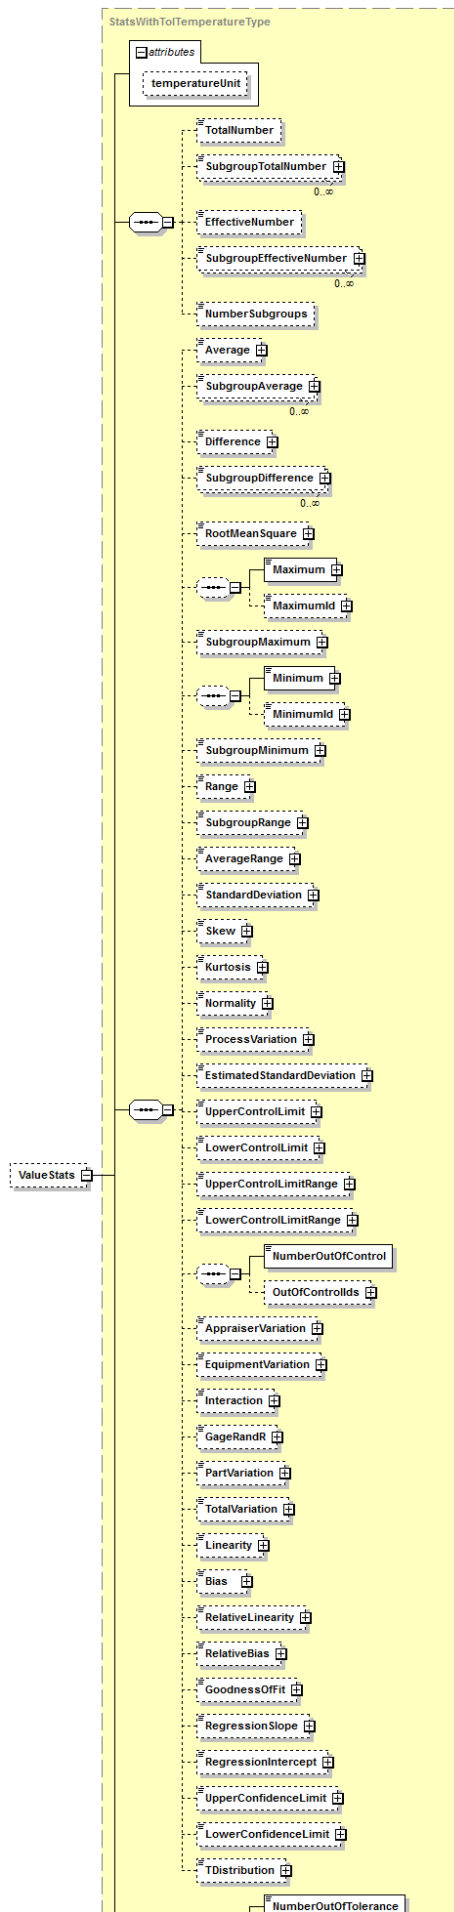 StatsWithTolTemperatureType
attributes
temperatureUnit
TotalNumber
SubgroupTotalNumber
0..∞
EffectiveNumber
SubgroupEffectiveNumber
0..∞
NumberSubgroups
Average
SubgroupAverage
0..∞
Difference
SubgroupDifference
0..∞
RootMeanSquare
Maximum
MaximumId
SubgroupMaximum
Minimum
MinimumId
SubgroupMinimum
Range
SubgroupRange
AverageRange
StandardDeviation
Skew
Kurtosis
Normality
ProcessVariation
EstimatedStandardDeviation
UpperControlLimit
LowerControlLimit
ValueStats
UpperControlLimitRange
LowerControlLimitRange
NumberOutOfControl
OutOfControlIds
AppraiserVariation
EquipmentVariation
Interaction
GageRandR
PartVariation
TotalVariation
Linearity
Bias
RelativeLinearity
RelativeBias
GoodnessOfFit
RegressionSlope
RegressionIntercept
UpperConfidenceLimit
LowerConfidenceLimit
TDistribution
NumberOutOfTolerance